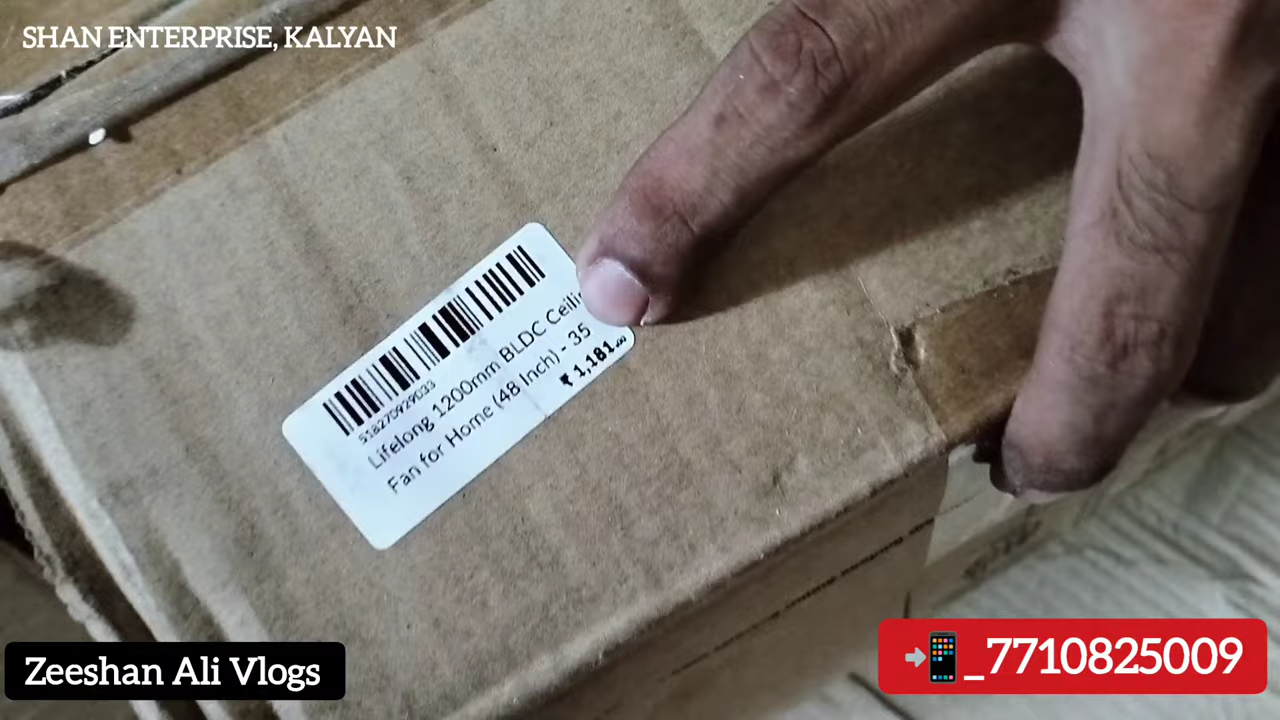 SHAN ENTERPRISE, KALYAN
Lifelong 1200mm BLDC Ceilin
Fan for Home (48 Inch) - 35
₹ 1,181.00
Zeeshan Ali Vlogs
_7710825009